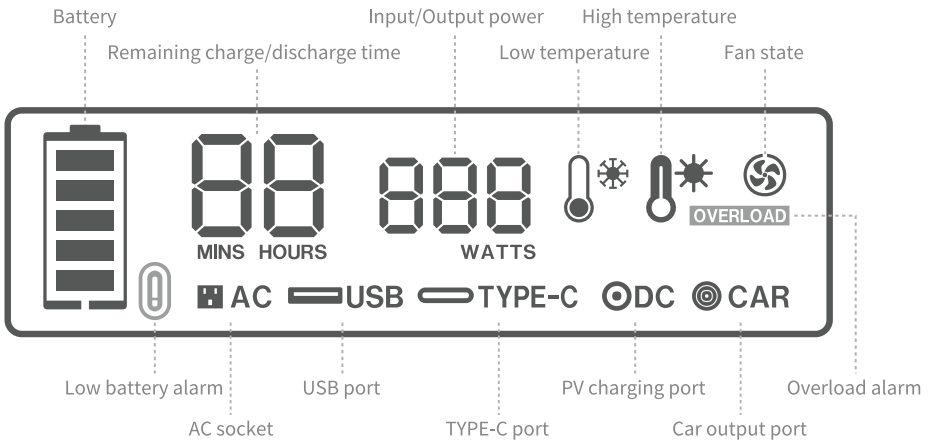 Battery
Input/Output power
High temperature
Remaining charge/discharge time
Low temperature
Fan state
88
888
OVERLOAD
MINS HOURS
WATTS
AC
USB
TYPE-C
DC
CAR
Low battery alarm
USB port
PV charging port
Overload alarm
AC socket
TYPE-C port
Car output port